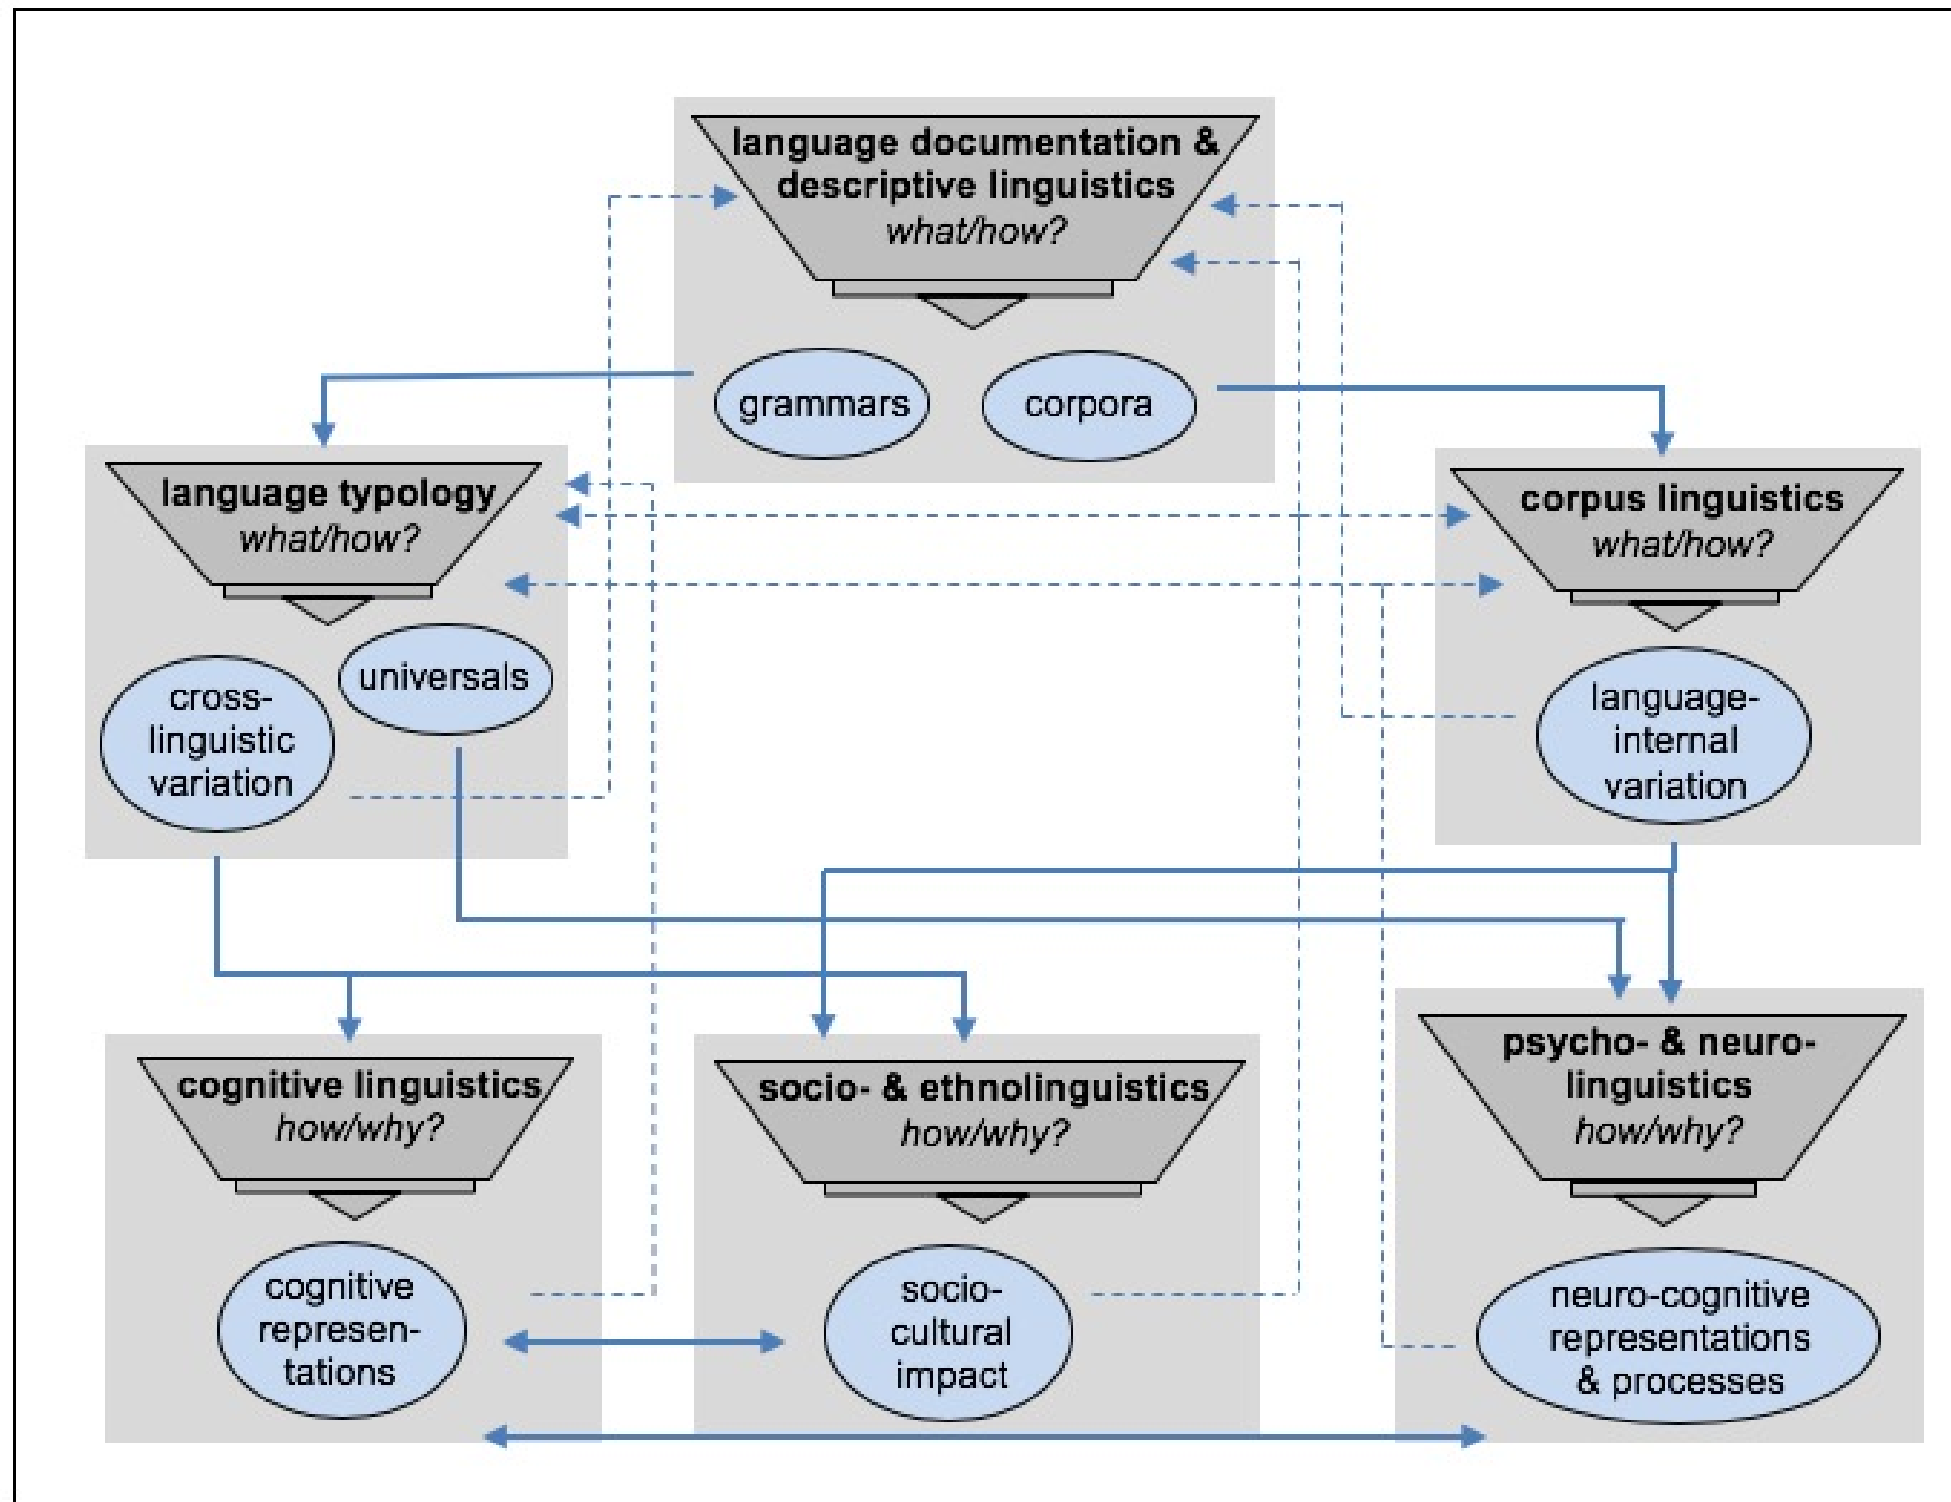 language documentation &
descriptive linguistics
what/how?
grammars
corpora
language typology
what/how?
cross-
linguistic
variation
universals
corpus linguistics
what/how?
language-
internal
variation
cognitive linguistics
how/why?
cognitive
represen-
tations
socio- & ethnolinguistics
how/why?
socio-
cultural
impact
psycho- & neuro-
linguistics
how/why?
neuro-cognitive
representations
& processes